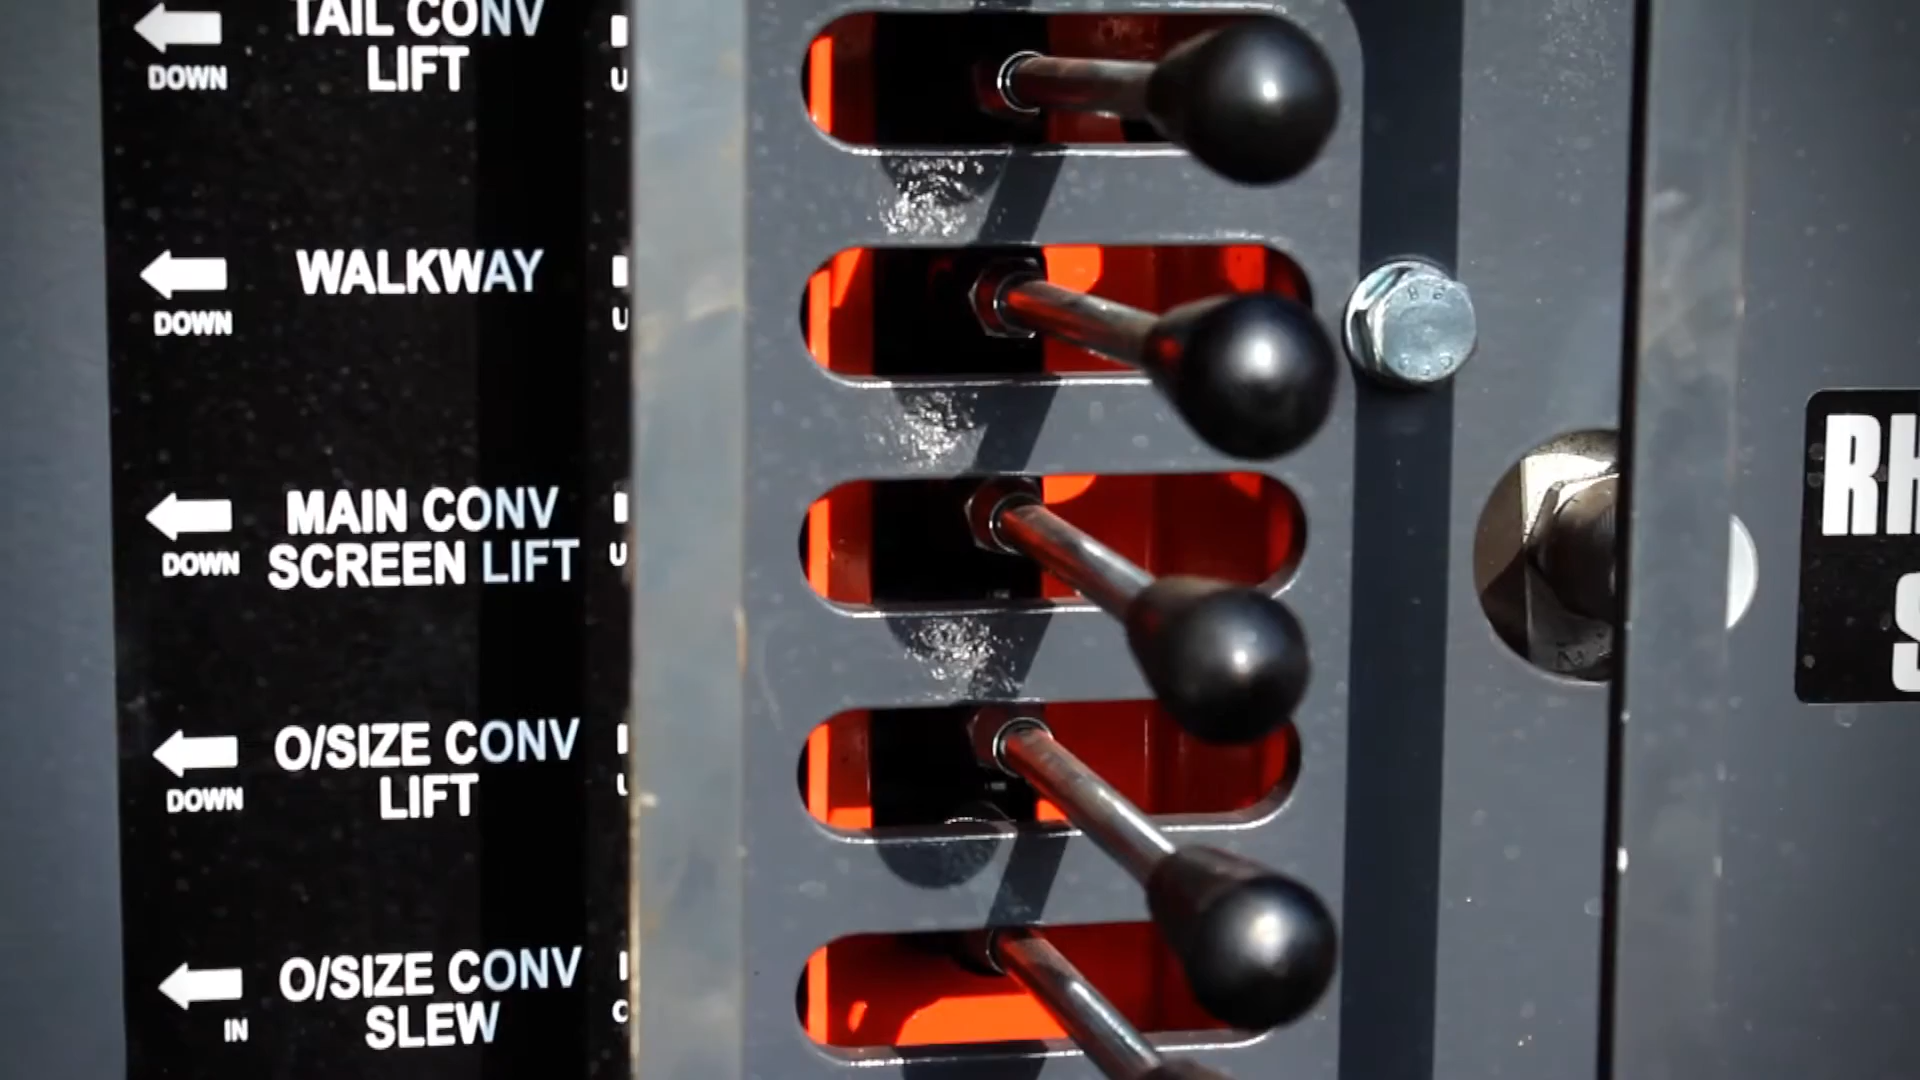 TAIL CONV
LIFT
DOWN
U
WALKWAY
DOWN
U
MAIN CONV
SCREEN LIFT
DOWN
U
O/SIZE CONV
LIFT
DOWN
O/SIZE CONV
SLEW
IN
RH
S